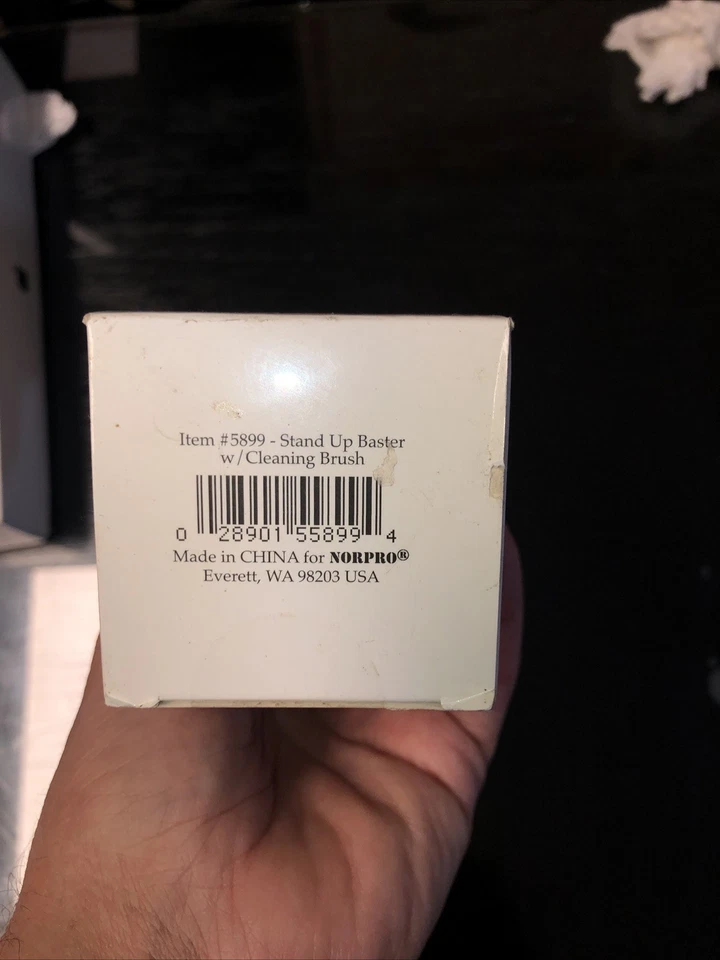 Item #5899 - Stand Up Baster
w/Cleaning Brush
0 28901 55899 4
Made in CHINA for NORPRO®
Everett, WA 98203 USA